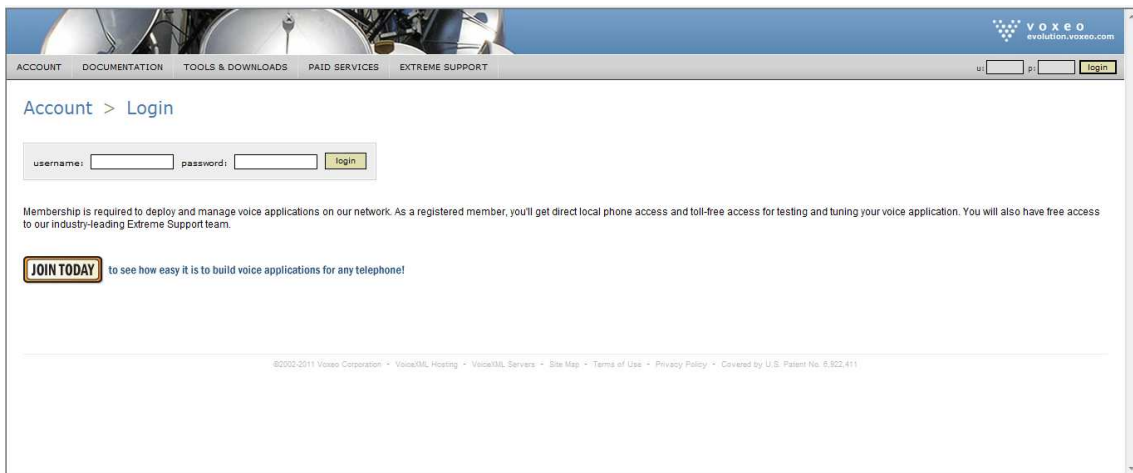 voxeo
evolution.voxeo.com
ACCOUNT DOCUMENTATION TOOLS & DOWNLOADS PAID SERVICES EXTREME SUPPORT u: p: login
Account > Login
username: password: login
Membership is required to deploy and manage voice applications on our network. As a registered member, you'll get direct local phone access and toll-free access for testing and tuning your voice application. You will also have free access
to our industry-leading Extreme Support team.
JOIN TODAY to see how easy it is to build voice applications for any telephone!
©2002-2011 Voxeo Corporation • VoiceXML Hosting • VoiceXML Servers • Site Map • Terms of Use • Privacy Policy • Covered by U.S. Patent No. 6,922,411